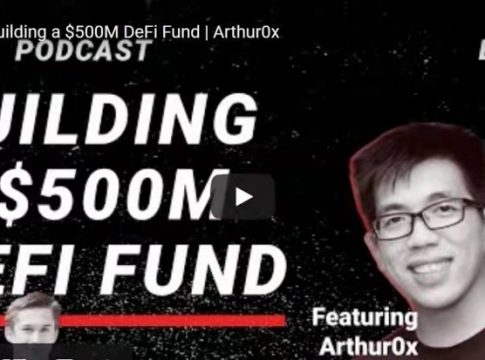 uilding a $500M DeFi Fund | Arthur0x
PODCAST
UILDING
$500M
EFI FUND
Featuring
Arthur0x